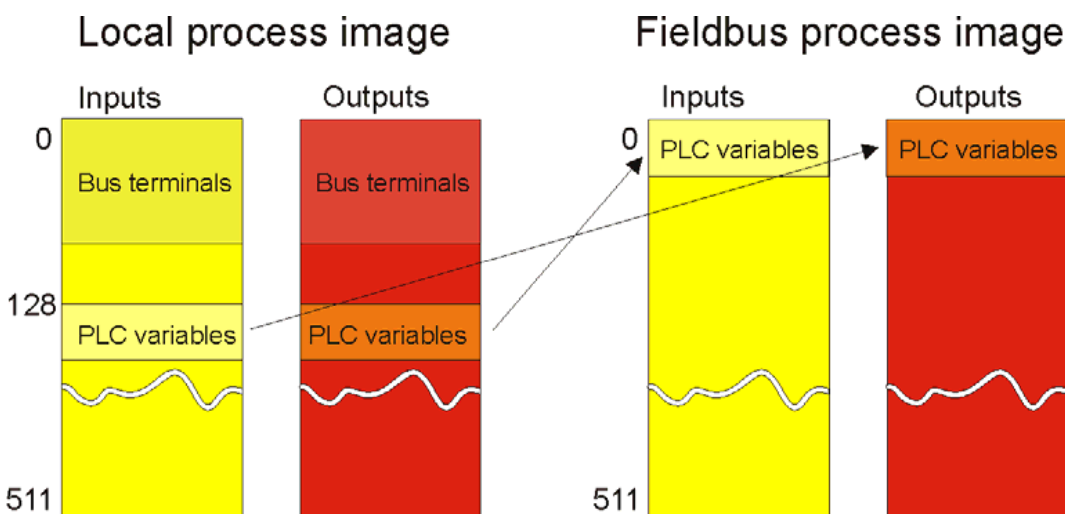 Local process image
Fieldbus process image
Inputs
Outputs
Inputs
Outputs
0
Bus terminals
Bus terminals
0
PLC variables
PLC variables
128
PLC variables
PLC variables
511
511